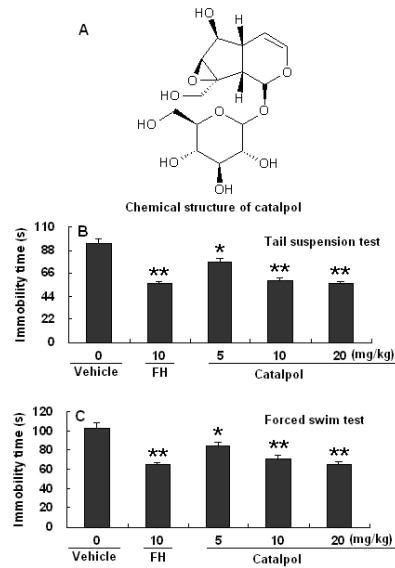 A
HO
H
O
O
H
HO
O
HO
O
HO
OH
OH
Chemical structure of catalpol
B
Tail suspension test
Immobility time (s)
110
88
66
44
22
0
** * ** **
0 10 5 10 20 (mg/kg)
Vehicle FH Catalpol
C
Forced swim test
Immobility time (s)
120
100
80
60
40
20
0
** * ** **
0 10 5 10 20 (mg/kg)
Vehicle FH Catalpol